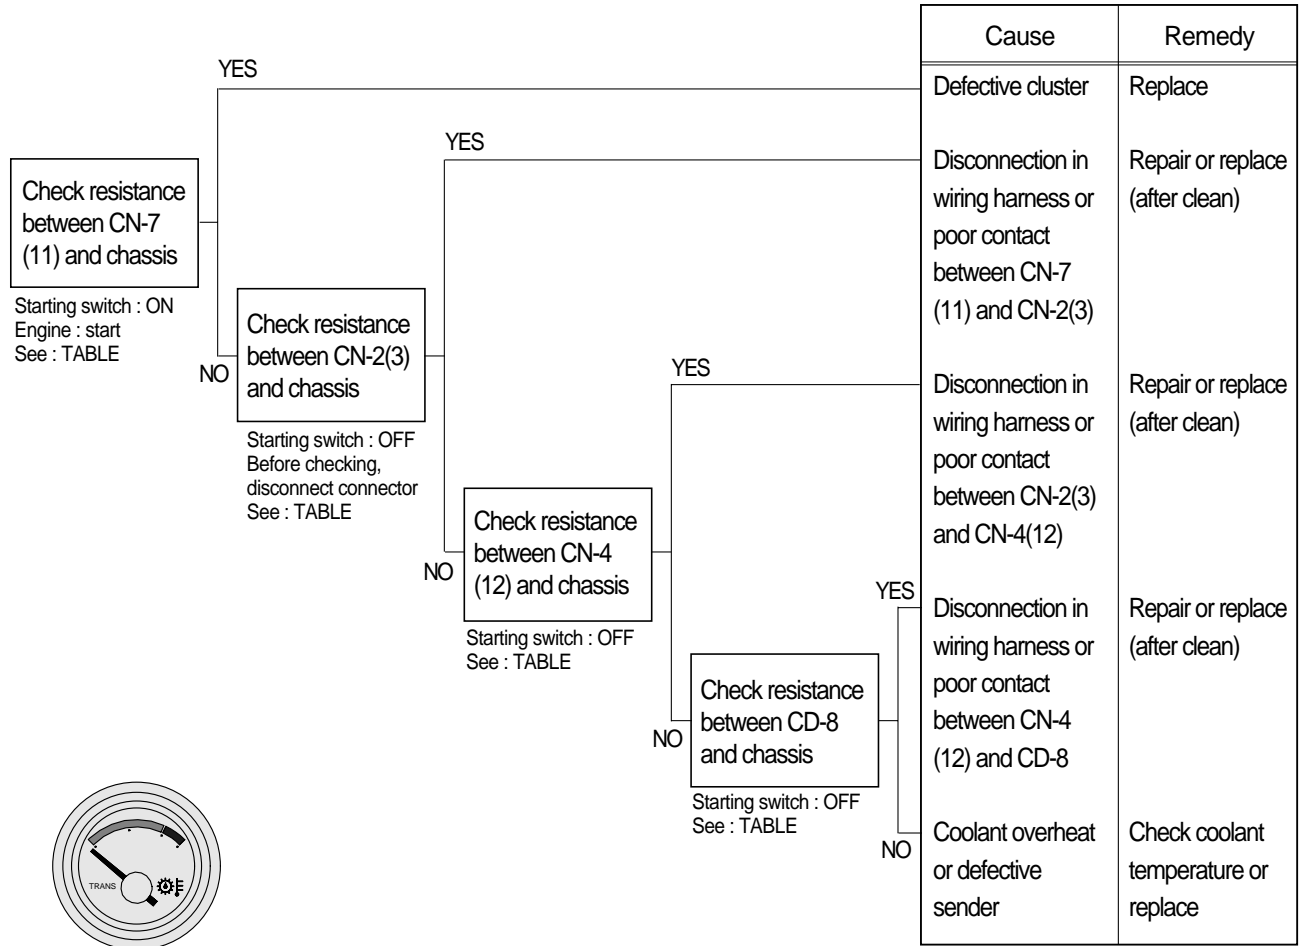 Cause
Remedy
YES
Defective cluster
Replace
YES
Disconnection in
wiring harness or
poor contact
between CN-7
(11) and CN-2(3)
Repair or replace
(after clean)
Check resistance
between CN-7
(11) and chassis
Starting switch : ON
Engine : start
See : TABLE
NO
Check resistance
between CN-2(3)
and chassis
Starting switch : OFF
Before checking,
disconnect connector
See : TABLE
YES
Disconnection in
wiring harness or
poor contact
between CN-2(3)
and CN-4(12)
Repair or replace
(after clean)
NO
Check resistance
between CN-4
(12) and chassis
Starting switch : OFF
See : TABLE
YES
Disconnection in
wiring harness or
poor contact
between CN-4
(12) and CD-8
Repair or replace
(after clean)
NO
Check resistance
between CD-8
and chassis
Starting switch : OFF
See : TABLE
NO
Coolant overheat
or defective
sender
Check coolant
temperature or
replace
TRANS